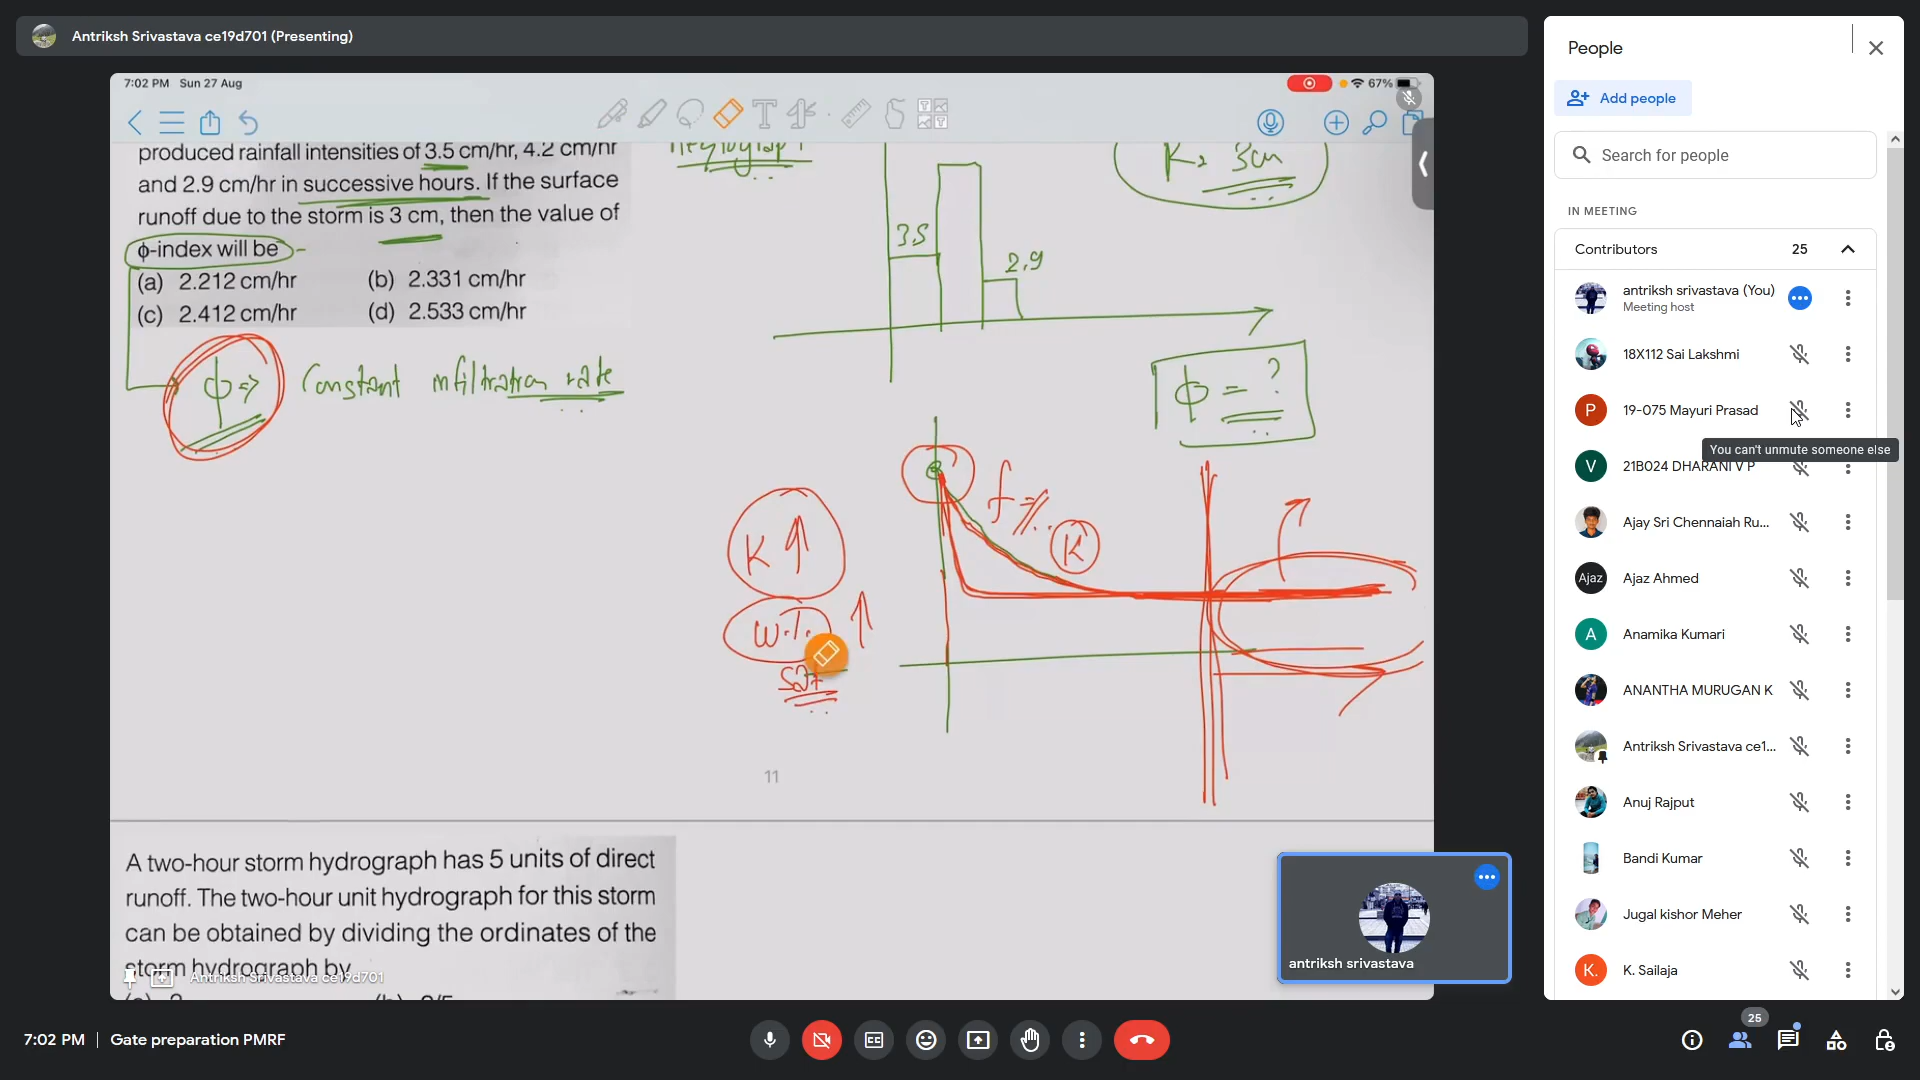 Antriksh Srivastava ce19d701 (Presenting)
7:02 PM Sun 27 Aug
67%
produced rainfall intensities of 3.5 cm/hr, 4.2 cm/hr
and 2.9 cm/hr in successive hours. If the surface
runoff due to the storm is 3 cm, then the value of
ϕ-index will be
(a) 2.212 cm/hr (b) 2.331 cm/hr
(c) 2.412 cm/hr (d) 2.533 cm/hr
ϕ ⇒ Constant infiltration rate
3.5
2.9
R = 3cm
ϕ = ?
f
K
K ↑
W.T. ↑
sat
11
A two-hour storm hydrograph has 5 units of direct
runoff. The two-hour unit hydrograph for this storm
can be obtained by dividing the ordinates of the
storm hydrograph by
Antriksh Srivastava ce19d701
antriksh srivastava
People
Add people
Search for people
IN MEETING
Contributors 25
antriksh srivastava (You)
Meeting host
18X112 Sai Lakshmi
P 19-075 Mayuri Prasad
You can't unmute someone else
V 21B024 DHARANI V P
Ajay Sri Chennaiah Ru...
Ajaz Ajaz Ahmed
A Anamika Kumari
ANANTHA MURUGAN K
Antriksh Srivastava ce1...
Anuj Rajput
Bandi Kumar
Jugal kishor Meher
K. K. Sailaja
7:02 PM | Gate preparation PMRF
25